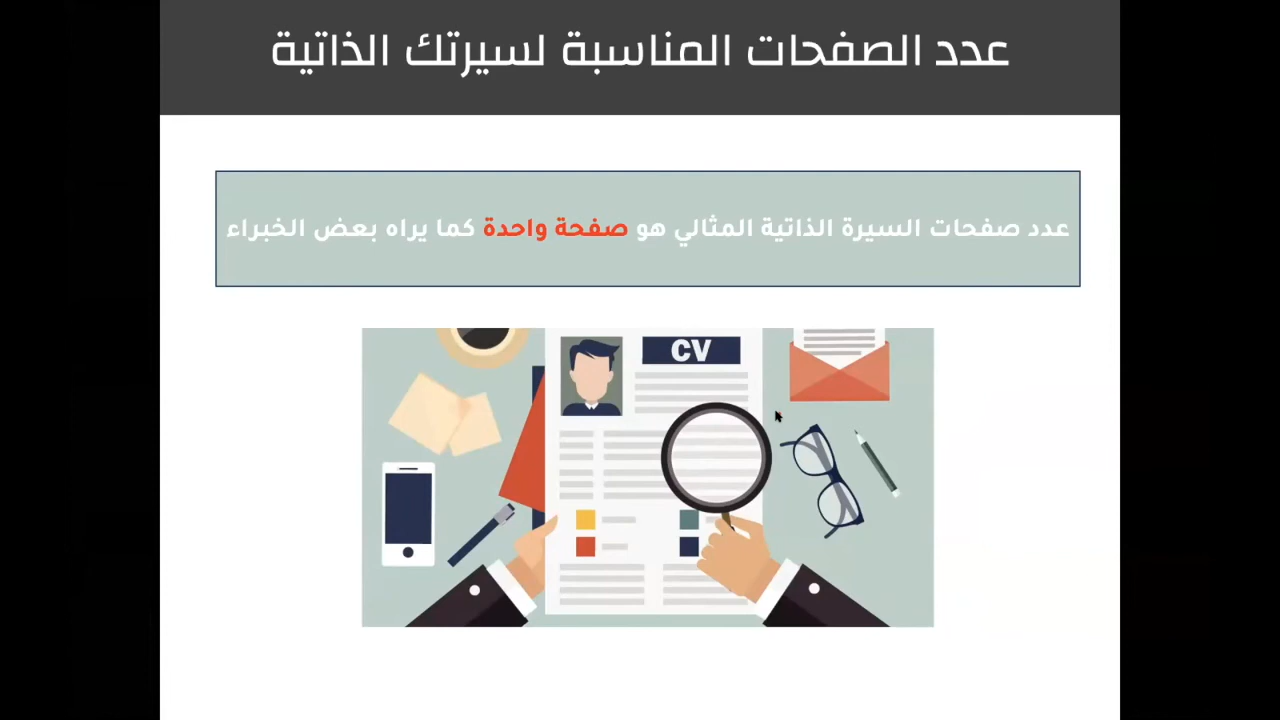 عدد الصفحات المناسبة لسيرتك الذاتية
عدد صفحات السيرة الذاتية المثالي هو صفحة واحدة كما يراه بعض الخبراء
CV